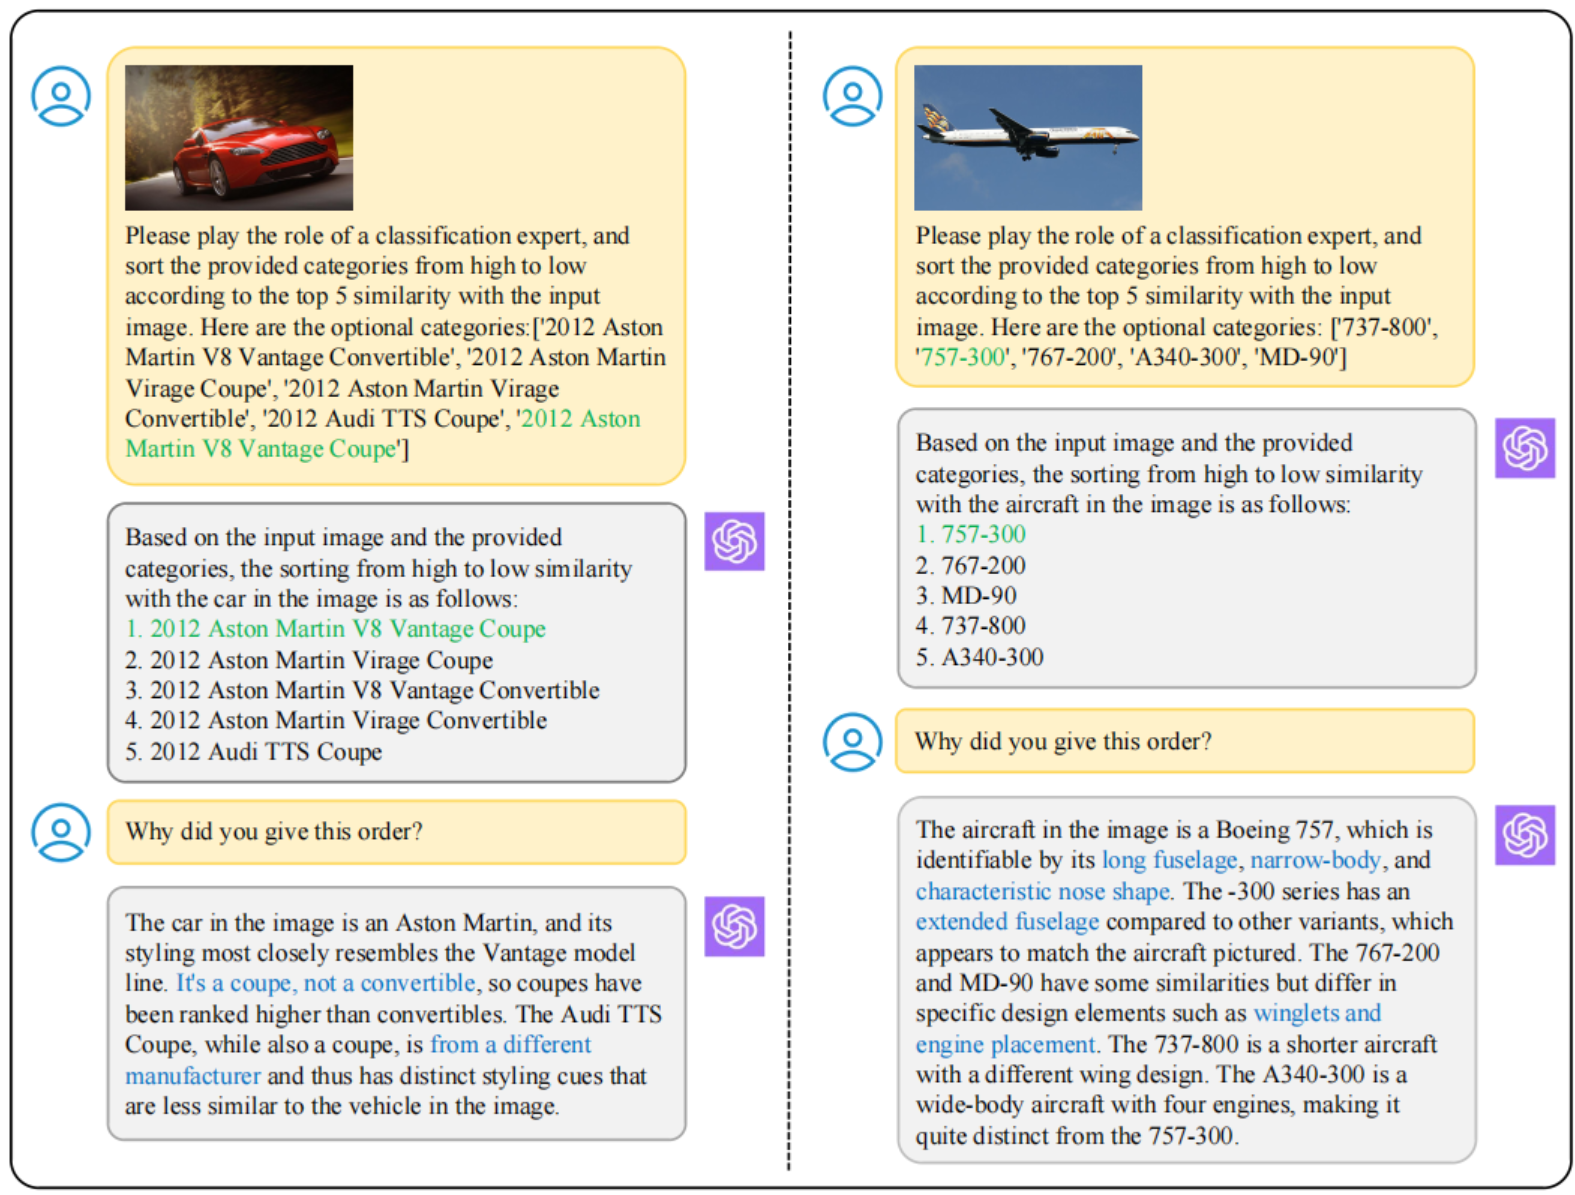 Please play the role of a classification expert, and
sort the provided categories from high to low
according to the top 5 similarity with the input
image. Here are the optional categories:['2012 Aston
Martin V8 Vantage Convertible', '2012 Aston Martin
Virage Coupe', '2012 Aston Martin Virage
Convertible', '2012 Audi TTS Coupe', '2012 Aston
Martin V8 Vantage Coupe']
Based on the input image and the provided
categories, the sorting from high to low similarity
with the car in the image is as follows:
1. 2012 Aston Martin V8 Vantage Coupe
2. 2012 Aston Martin Virage Coupe
3. 2012 Aston Martin V8 Vantage Convertible
4. 2012 Aston Martin Virage Convertible
5. 2012 Audi TTS Coupe
Why did you give this order?
The car in the image is an Aston Martin, and its
styling most closely resembles the Vantage model
line. It's a coupe, not a convertible, so coupes have
been ranked higher than convertibles. The Audi TTS
Coupe, while also a coupe, is from a different
manufacturer and thus has distinct styling cues that
are less similar to the vehicle in the image.
Please play the role of a classification expert, and
sort the provided categories from high to low
according to the top 5 similarity with the input
image. Here are the optional categories: ['737-800',
'757-300', '767-200', 'A340-300', 'MD-90']
Based on the input image and the provided
categories, the sorting from high to low similarity
with the aircraft in the image is as follows:
1. 757-300
2. 767-200
3. MD-90
4. 737-800
5. A340-300
Why did you give this order?
The aircraft in the image is a Boeing 757, which is
identifiable by its long fuselage, narrow-body, and
characteristic nose shape. The -300 series has an
extended fuselage compared to other variants, which
appears to match the aircraft pictured. The 767-200
and MD-90 have some similarities but differ in
specific design elements such as winglets and
engine placement. The 737-800 is a shorter aircraft
with a different wing design. The A340-300 is a
wide-body aircraft with four engines, making it
quite distinct from the 757-300.